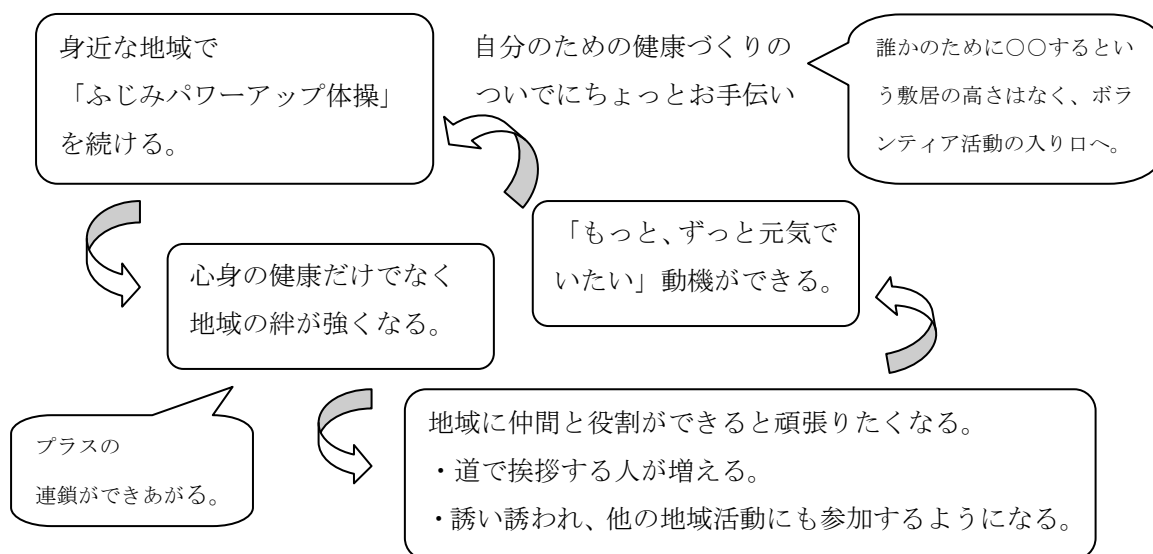 身近な地域で
「ふじみパワーアップ体操」
を続ける。
自分のための健康づくりの
ついでにちょっとお手伝い
誰かのために〇〇するとい
う敷居の高さはなく、ボラ
ンティア活動の入り口へ。
心身の健康だけでなく
地域の絆が強くなる。
「もっと、ずっと元気で
いたい」動機ができる。
プラスの
連鎖ができあがる。
地域に仲間と役割ができると頑張りたくなる。
・道で挨拶する人が増える。
・誘い誘われ、他の地域活動にも参加するようになる。